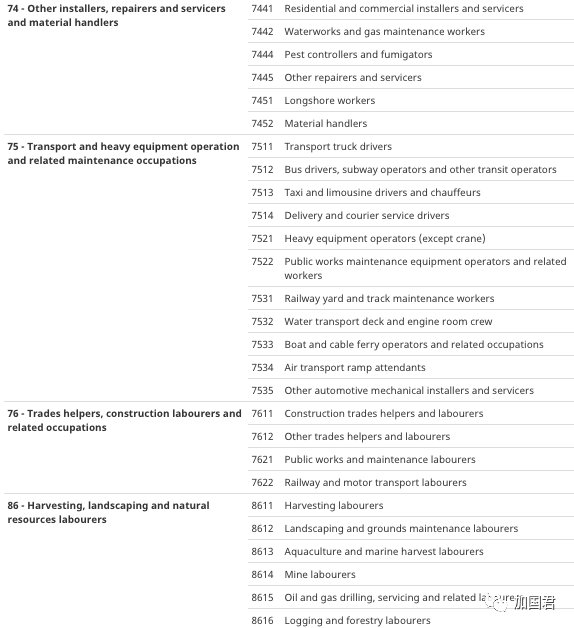 74 - Other installers, repairers and servicers
and material handlers
7441 Residential and commercial installers and servicers
7442 Waterworks and gas maintenance workers
7444 Pest controllers and fumigators
7445 Other repairers and servicers
7451 Longshore workers
7452 Material handlers
75 - Transport and heavy equipment operation
and related maintenance occupations
7511 Transport truck drivers
7512 Bus drivers, subway operators and other transit operators
7513 Taxi and limousine drivers and chauffeurs
7514 Delivery and courier service drivers
7521 Heavy equipment operators (except crane)
7522 Public works maintenance equipment operators and related
workers
7531 Railway yard and track maintenance workers
7532 Water transport deck and engine room crew
7533 Boat and cable ferry operators and related occupations
7534 Air transport ramp attendants
7535 Other automotive mechanical installers and servicers
76 - Trades helpers, construction labourers and
related occupations
7611 Construction trades helpers and labourers
7612 Other trades helpers and labourers
7621 Public works and maintenance labourers
7622 Railway and motor transport labourers
86 - Harvesting, landscaping and natural
resources labourers
8611 Harvesting labourers
8612 Landscaping and grounds maintenance labourers
8613 Aquaculture and marine harvest labourers
8614 Mine labourers
8615 Oil and gas drilling, servicing and related labourers
加国君
8616 Logging and forestry labourers